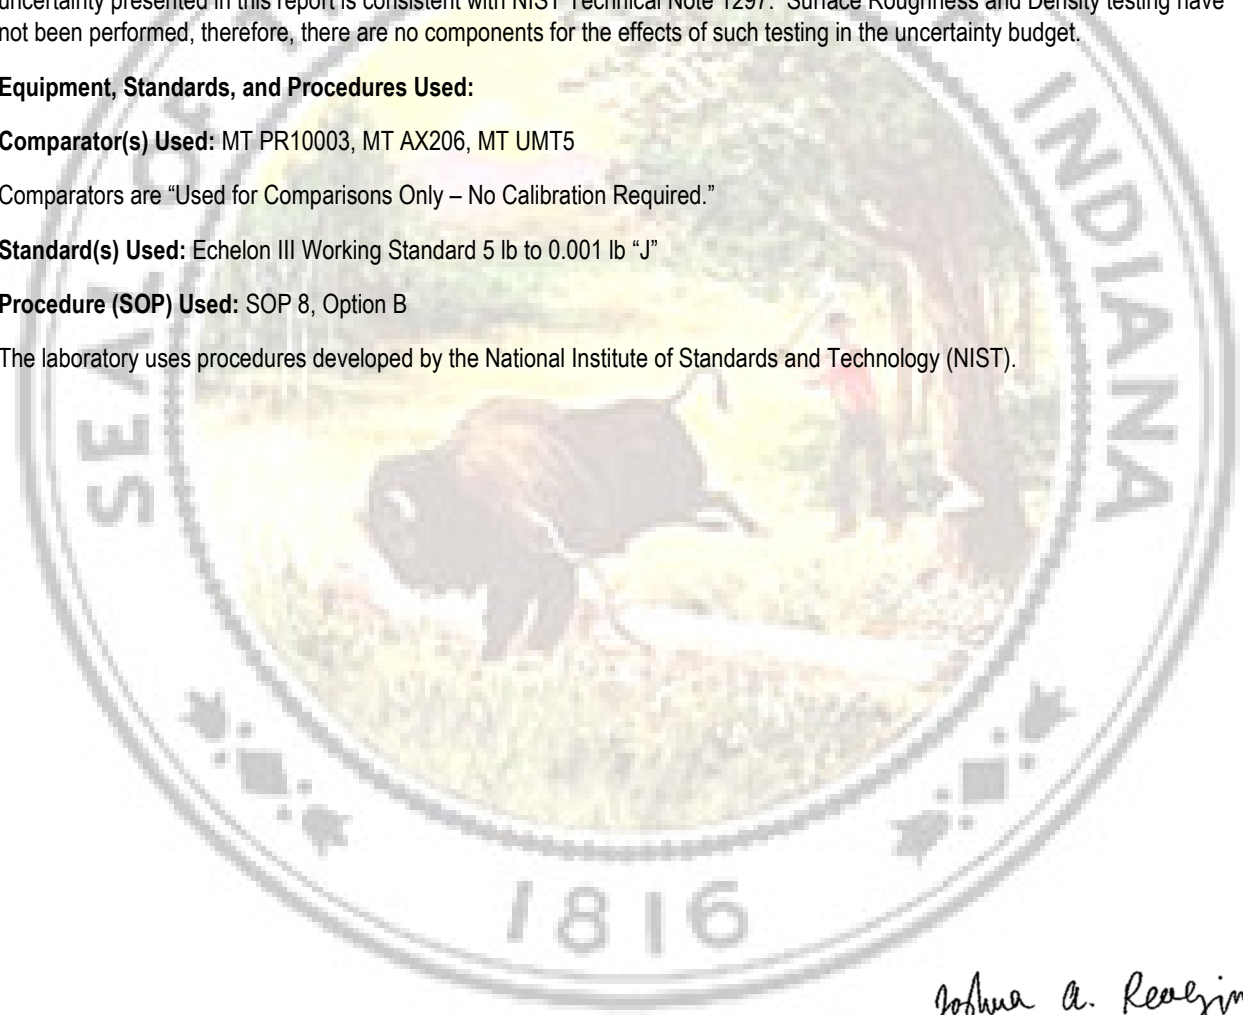 uncertainty presented in this report is consistent with NIST Technical Note 1297. Surface Roughness and Density testing have
not been performed, therefore, there are no components for the effects of such testing in the uncertainty budget.
Equipment, Standards, and Procedures Used:
Comparator(s) Used: MT PR10003, MT AX206, MT UMT5
Comparators are “Used for Comparisons Only – No Calibration Required.”
Standard(s) Used: Echelon III Working Standard 5 lb to 0.001 lb “J”
Procedure (SOP) Used: SOP 8, Option B
The laboratory uses procedures developed by the National Institute of Standards and Technology (NIST).
SEAL OF
INDIANA
1816
Joshua A.